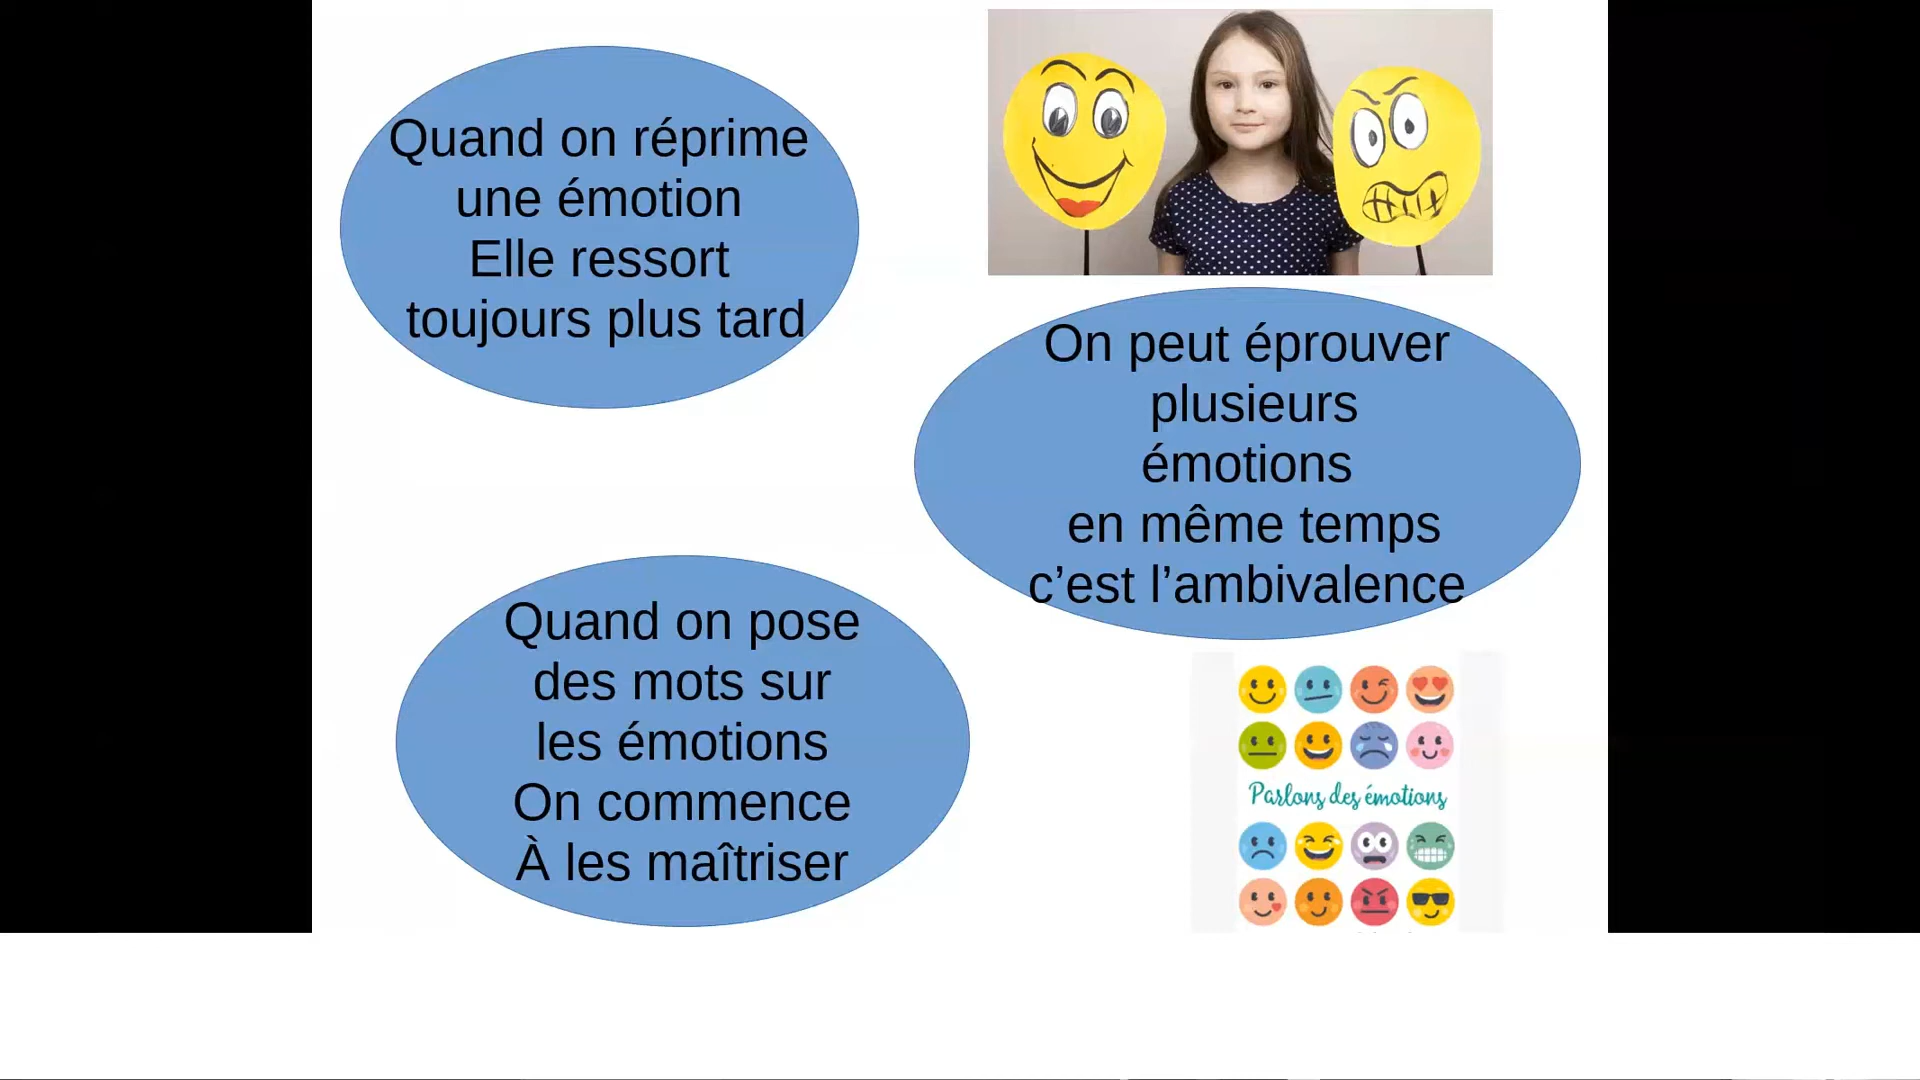 Quand on réprime
une émotion
Elle ressort
toujours plus tard
On peut éprouver
plusieurs
émotions
en même temps
c’est l’ambivalence
Quand on pose
des mots sur
les émotions
On commence
À les maîtriser
Parlons des émotions